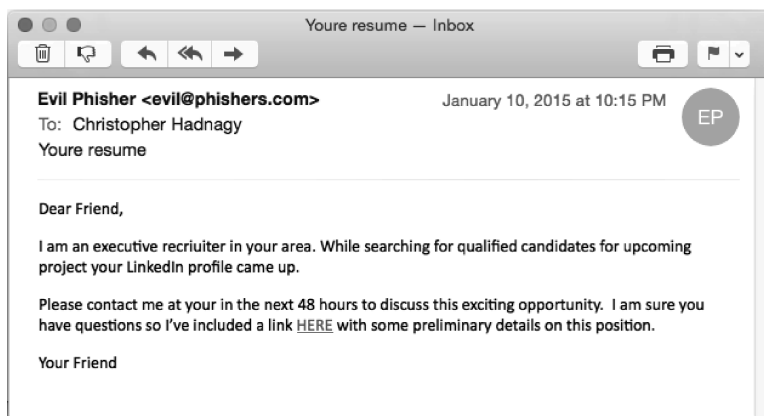 Youre resume — Inbox
Evil Phisher <evil@phishers.com>
January 10, 2015 at 10:15 PM
EP
To: Christopher Hadnagy
Youre resume
Dear Friend,
I am an executive recriuiter in your area. While searching for qualified candidates for upcoming
project your LinkedIn profile came up.
Please contact me at your in the next 48 hours to discuss this exciting opportunity.  I am sure you
have questions so I've included a link HERE with some preliminary details on this position.
Your Friend